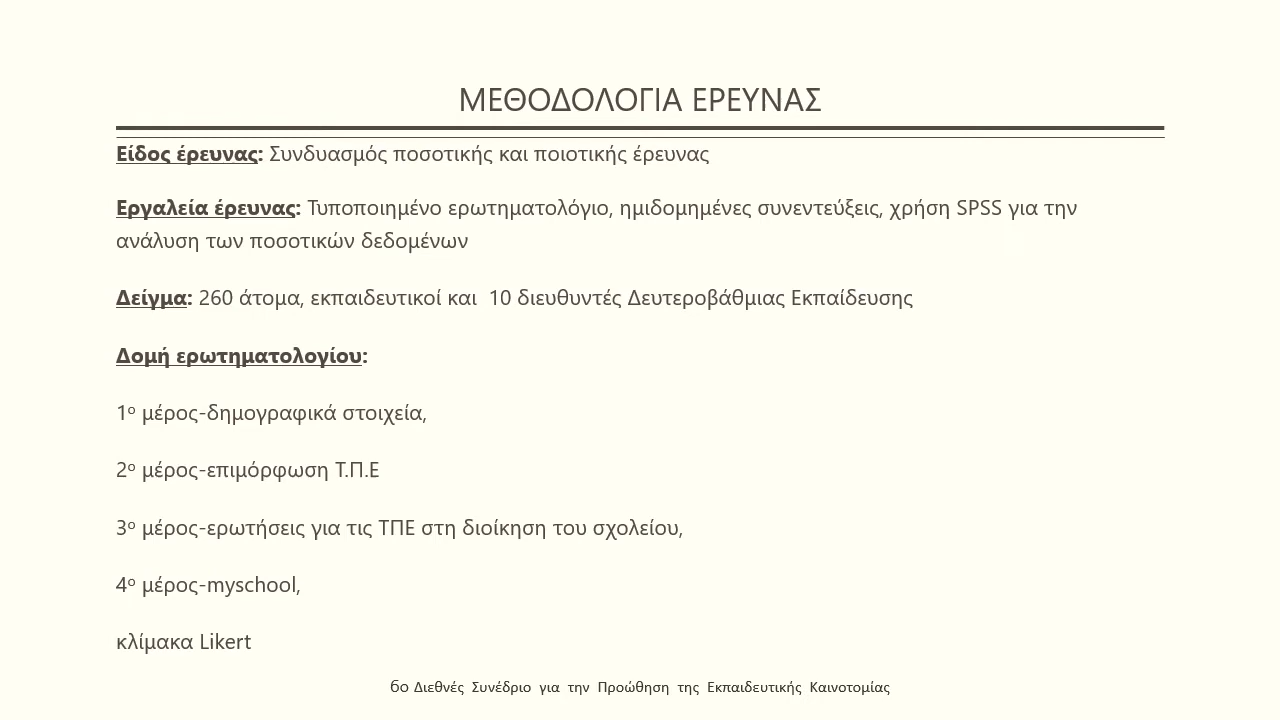 ΜΕΘΟΔΟΛΟΓΙΑ ΕΡΕΥΝΑΣ
Είδος έρευνας: Συνδυασμός ποσοτικής και ποιοτικής έρευνας
Εργαλεία έρευνας: Τυποποιημένο ερωτηματολόγιο, ημιδομημένες συνεντεύξεις, χρήση SPSS για την
ανάλυση των ποσοτικών δεδομένων
Δείγμα: 260 άτομα, εκπαιδευτικοί και  10 διευθυντές Δευτεροβάθμιας Εκπαίδευσης
Δομή ερωτηματολογίου:
1ο μέρος-δημογραφικά στοιχεία,
2ο μέρος-επιμόρφωση Τ.Π.Ε
3ο μέρος-ερωτήσεις για τις ΤΠΕ στη διοίκηση του σχολείου,
4ο μέρος-myschool,
κλίμακα Likert
6ο Διεθνές Συνέδριο για την Προώθηση της Εκπαιδευτικής Καινοτομίας